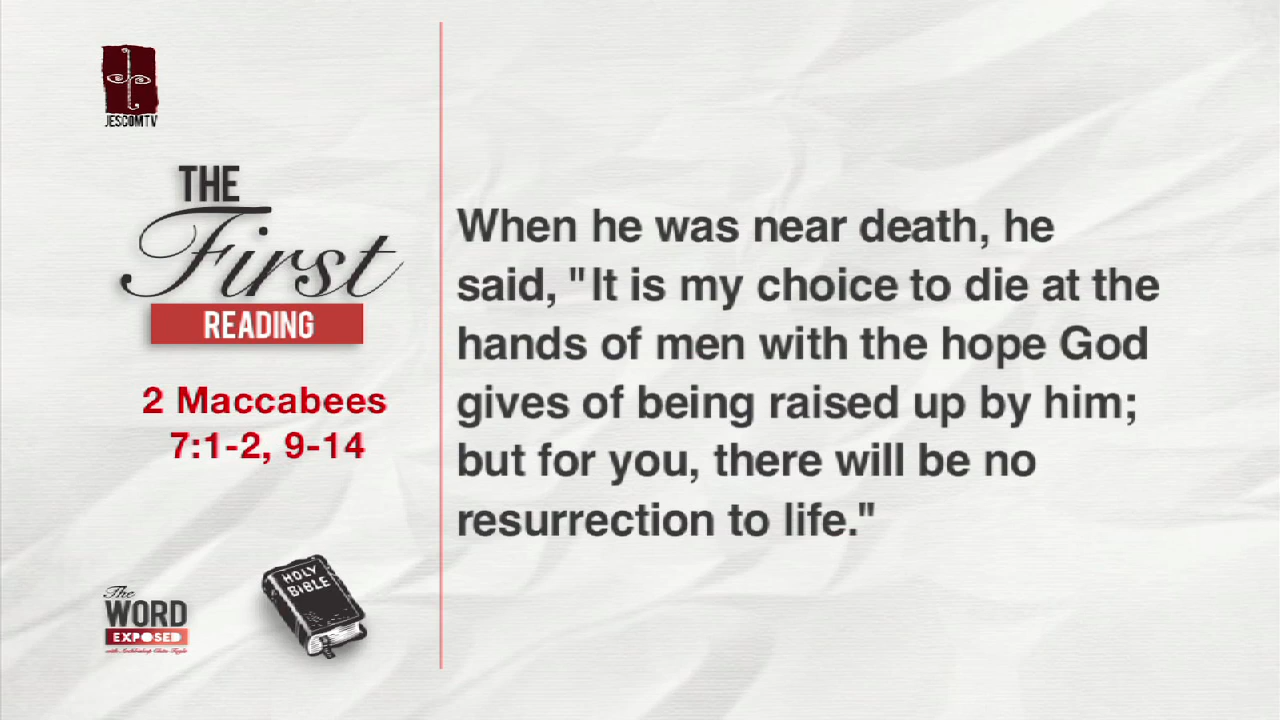 JESCOMTV
THE
First
READING
2 Maccabees
7:1-2, 9-14
When he was near death, he
said, "It is my choice to die at the
hands of men with the hope God
gives of being raised up by him;
but for you, there will be no
resurrection to life."
The
WORD
EXPOSED
HOLY
BIBLE